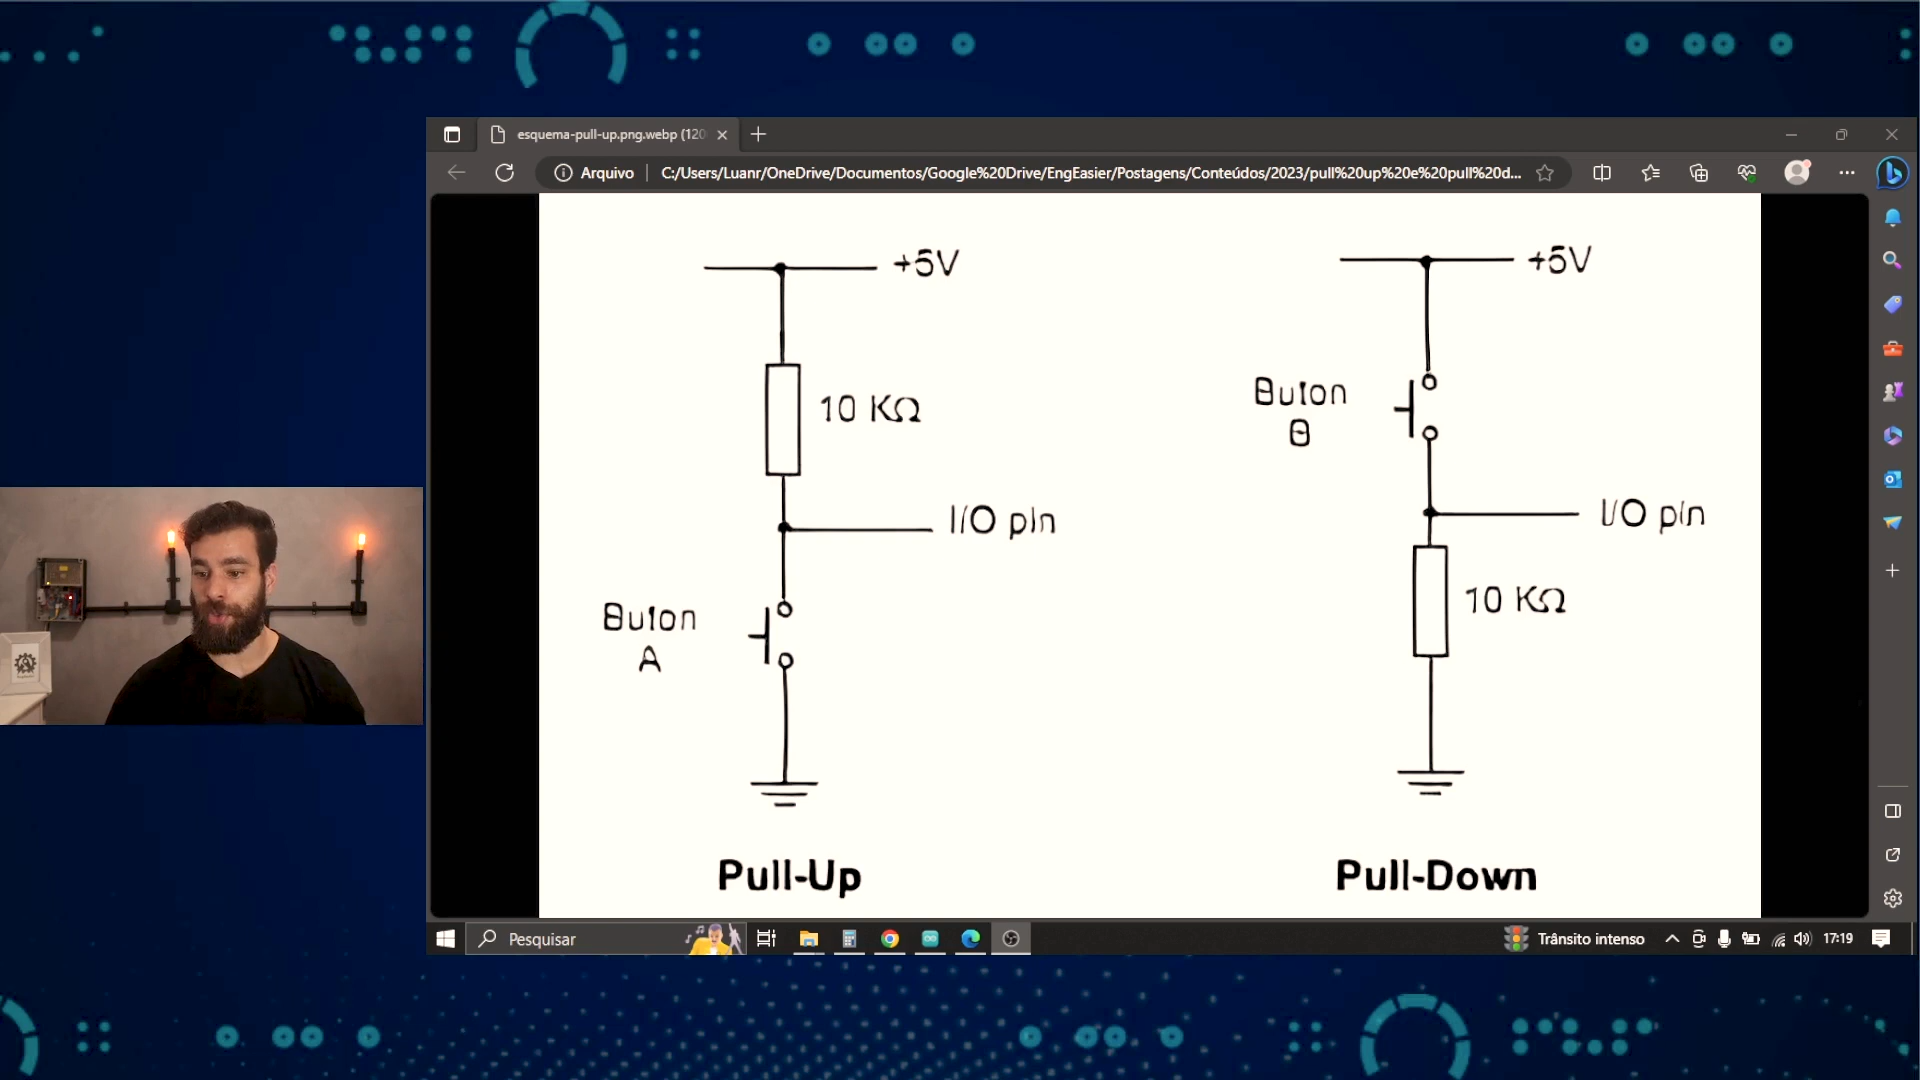 esquema-pull-up.png.webp (120
Arquivo
C:/Users/Luanr/OneDrive/Documentos/Google%20Drive/EngEasier/Postagens/Conteúdos/2023/pull%20up%20e%20pull%20d...
+5V
+5V
10 KΩ
Buton
B
I/O pin
I/O pin
Buton
A
10 KΩ
Pull-Up
Pull-Down
Pesquisar
Trânsito intenso
17:19